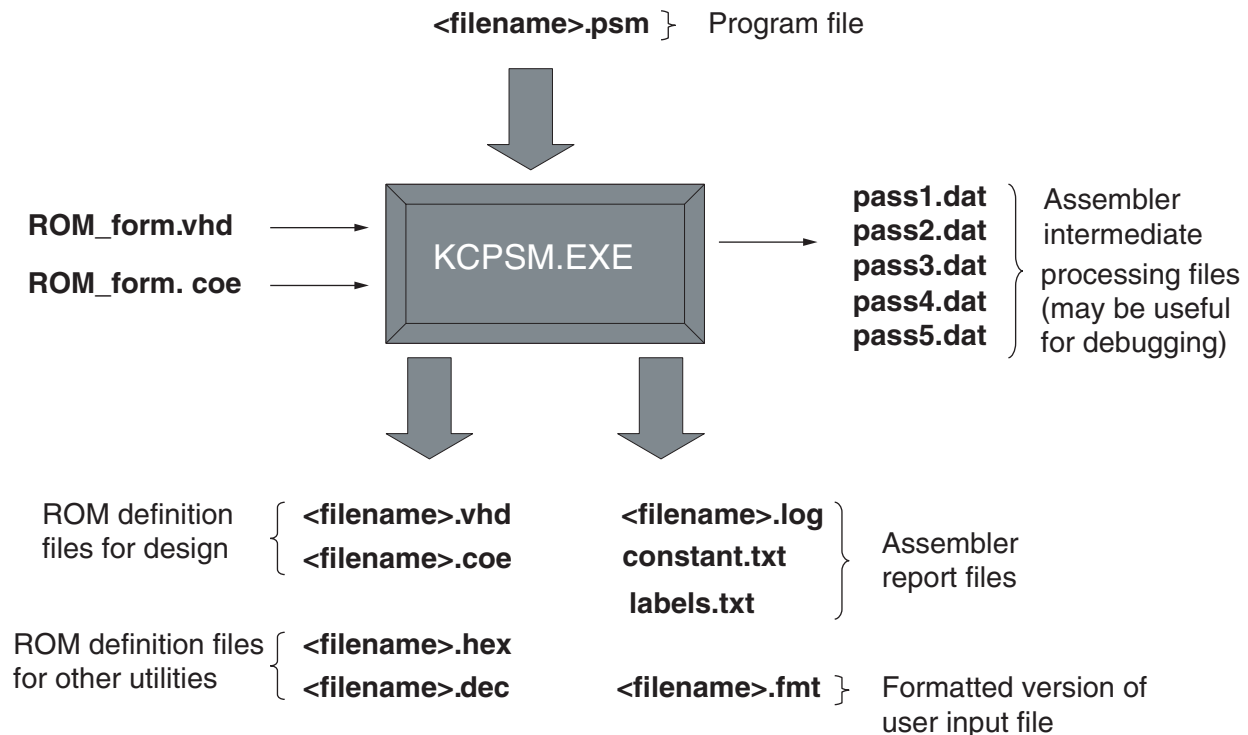 <filename>.psm } Program file
ROM_form.vhd
ROM_form. coe
KCPSM.EXE
pass1.dat
pass2.dat
pass3.dat
pass4.dat
pass5.dat
Assembler
intermediate
processing files
(may be useful
for debugging)
ROM definition
files for design
<filename>.vhd
<filename>.coe
ROM definition files
for other utilities
<filename>.hex
<filename>.dec
<filename>.log
constant.txt
labels.txt
Assembler
report files
<filename>.fmt } Formatted version of
user input file